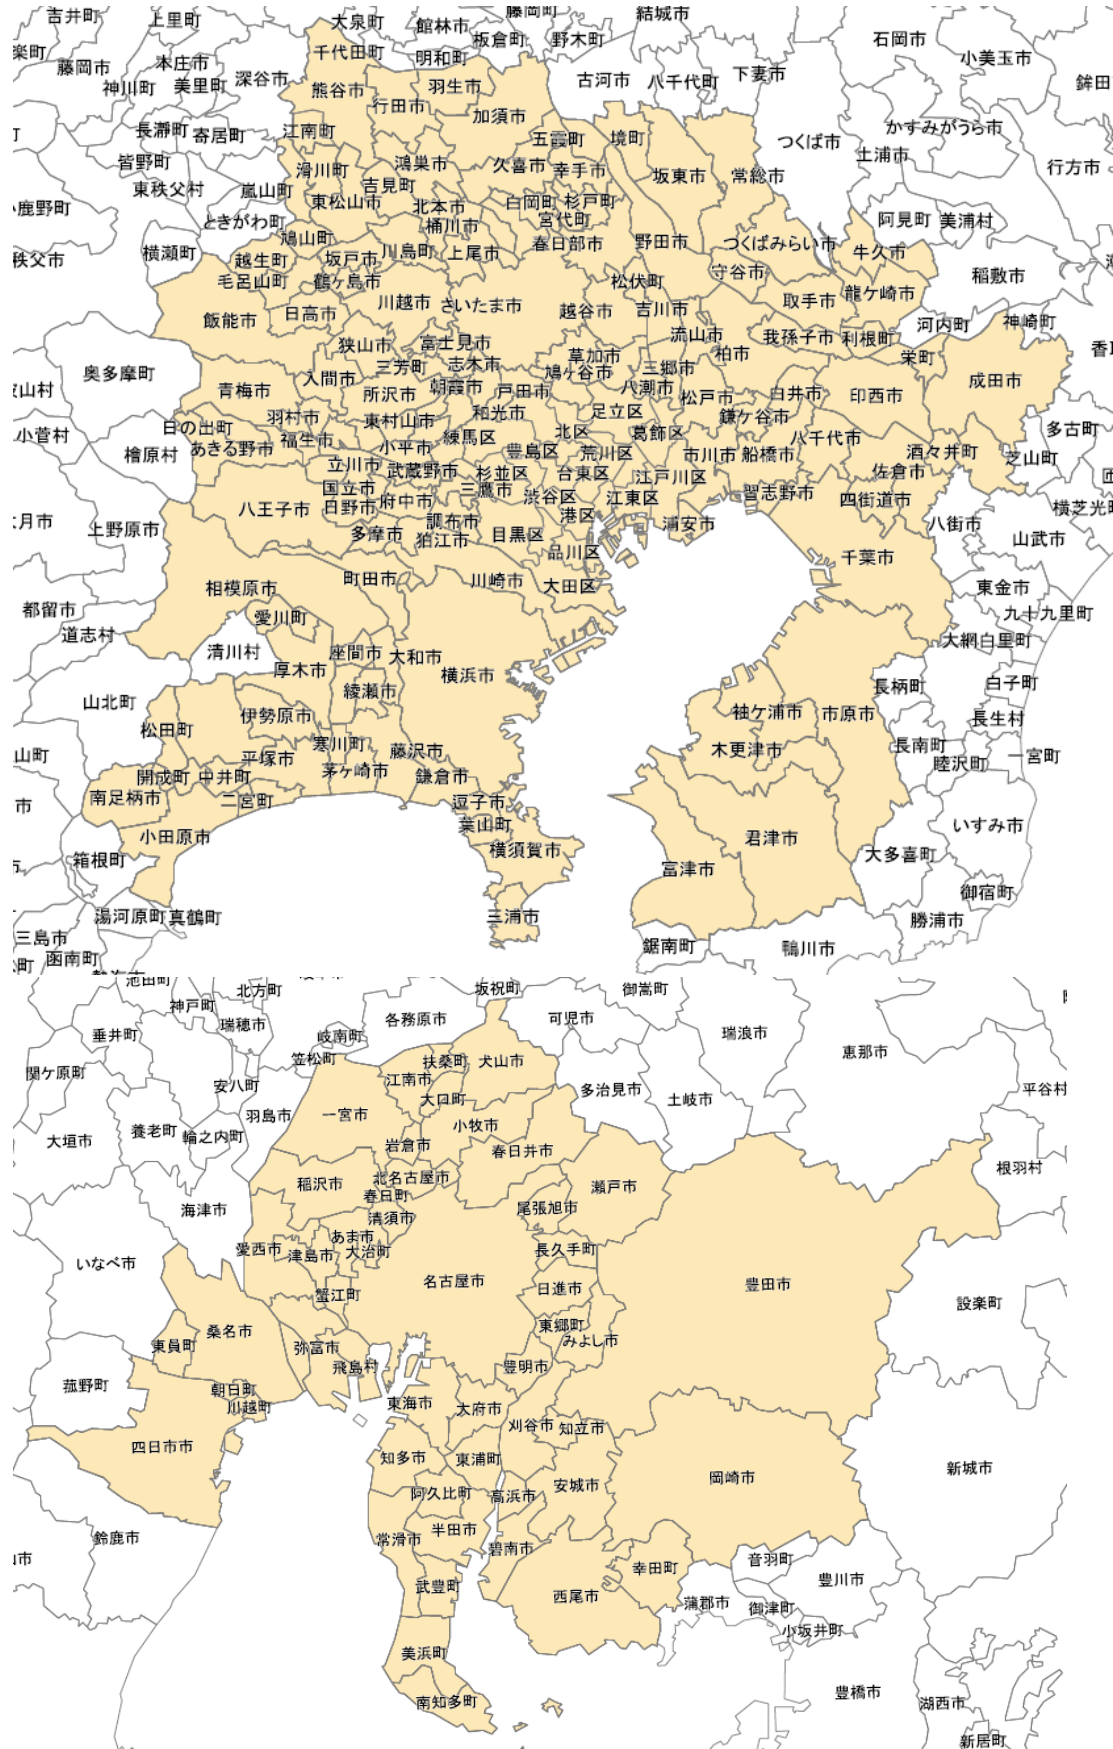 吉井町
上里町
大泉町
館林市
藤岡町
結城市
楽町
藤岡市
本庄市
深谷市
千代田町
明和町
板倉町
野木町
石岡市
小美玉市
神川町
美里町
熊谷市
行田市
羽生市
加須市
古河市
八千代町
下妻市
鉾田
町
長瀞町
寄居町
江南町
五霞町
境町
つくば市
かすみがうら市
皆野町
滑川町
鴻巣市
久喜市
幸手市
坂東市
常総市
土浦市
行方市
東秩父村
嵐山町
吉見町
東松山市
北本市
白岡町
杉戸町
小鹿野町
ときがわ町
桶川市
宮代町
阿見町
美浦村
横瀬町
鳩山町
越生町
坂戸市
川島町
上尾市
春日部市
野田市
つくばみらい市
牛久市
秩父市
毛呂山町
鶴ヶ島市
松伏町
守谷市
稲敷市
飯能市
日高市
川越市
さいたま市
越谷市
吉川市
取手市
龍ケ崎市
狭山市
富士見市
流山市
我孫子市
利根町
河内町
神崎町
香取
奥多摩町
入間市
三芳町
志木市
草加市
鳩ヶ谷市
三郷市
柏市
栄町
成田市
青梅市
所沢市
朝霞市
戸田市
八潮市
松戸市
白井市
印西市
小菅村
日の出町
羽村市
東村山市
和光市
足立区
鎌ケ谷市
多古町
檜原村
あきる野市
福生市
小平市
練馬区
北区
豊島区
荒川区
葛飾区
市川市
船橋市
八千代市
酒々井町
芝山町
立川市
武蔵野市
杉並区
台東区
江戸川区
佐倉市
国立市
三鷹市
渋谷区
江東区
習志野市
四街道市
横芝光町
上野原市
八王子市
日野市
府中市
調布市
港区
浦安市
八街市
山武市
多摩市
狛江市
目黒区
品川区
千葉市
都留市
相模原市
町田市
川崎市
大田区
東金市
道志村
愛川町
九十九里町
清川村
厚木市
座間市
大和市
横浜市
大網白里町
山北町
綾瀬市
長柄町
白子町
松田町
伊勢原市
袖ケ浦市
市原市
長生村
山町
平塚市
寒川町
藤沢市
木更津市
長南町
睦沢町
一宮町
開成町
中井町
茅ヶ崎市
鎌倉市
市
南足柄市
二宮町
逗子市
小田原市
葉山町
いすみ市
箱根町
横須賀市
富津市
君津市
大多喜町
湯河原町
真鶴町
三浦市
御宿町
三島市
勝浦市
町
函南町
鋸南町
鴨川市
池田町
北方町
坂祝町
御嵩町
神戸町
瑞穂市
各務原市
可児市
瑞浪市
垂井町
岐南町
恵那市
関ケ原町
笠松町
扶桑町
犬山市
安八町
江南市
多治見市
土岐市
平谷村
羽島市
一宮市
大口町
大垣市
養老町
輪之内町
小牧市
岩倉市
春日井市
根羽村
稲沢市
北名古屋市
瀬戸市
海津市
春日町
清須市
尾張旭市
いなべ市
愛西市
津島市
あま市
大治町
長久手町
名古屋市
日進市
豊田市
蟹江町
設楽町
桑名市
東郷町
東員町
弥富市
みよし市
飛島村
豊明市
菰野町
朝日町
川越町
東海市
大府市
刈谷市
知立市
四日市市
知多市
東浦町
岡崎市
新城市
阿久比町
高浜市
安城市
鈴鹿市
常滑市
半田市
碧南市
山市
音羽町
武豊町
西尾市
幸田町
豊川市
蒲郡市
御津町
小坂井町
美浜町
南知多町
豊橋市
湖西市
新居町